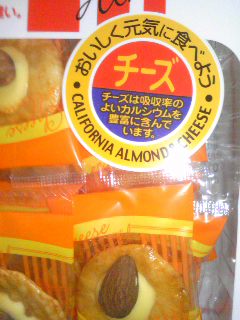 おいしく元気に食べよう
チーズ
チーズは吸収率の
よいカルシウムを
豊富に含んで
います。
CALIFORNIA ALMOND & CHEESE